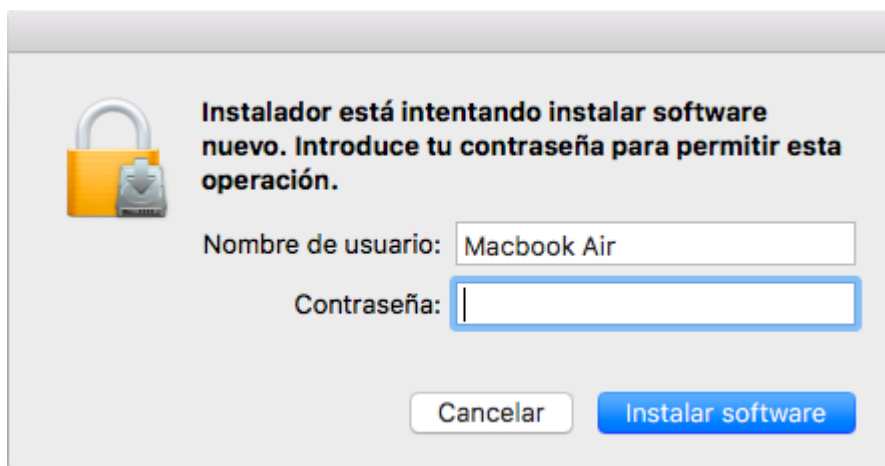 Instalador está intentando instalar software
nuevo. Introduce tu contraseña para permitir esta
operación.
Nombre de usuario: Macbook Air
Contraseña:
Cancelar Instalar software